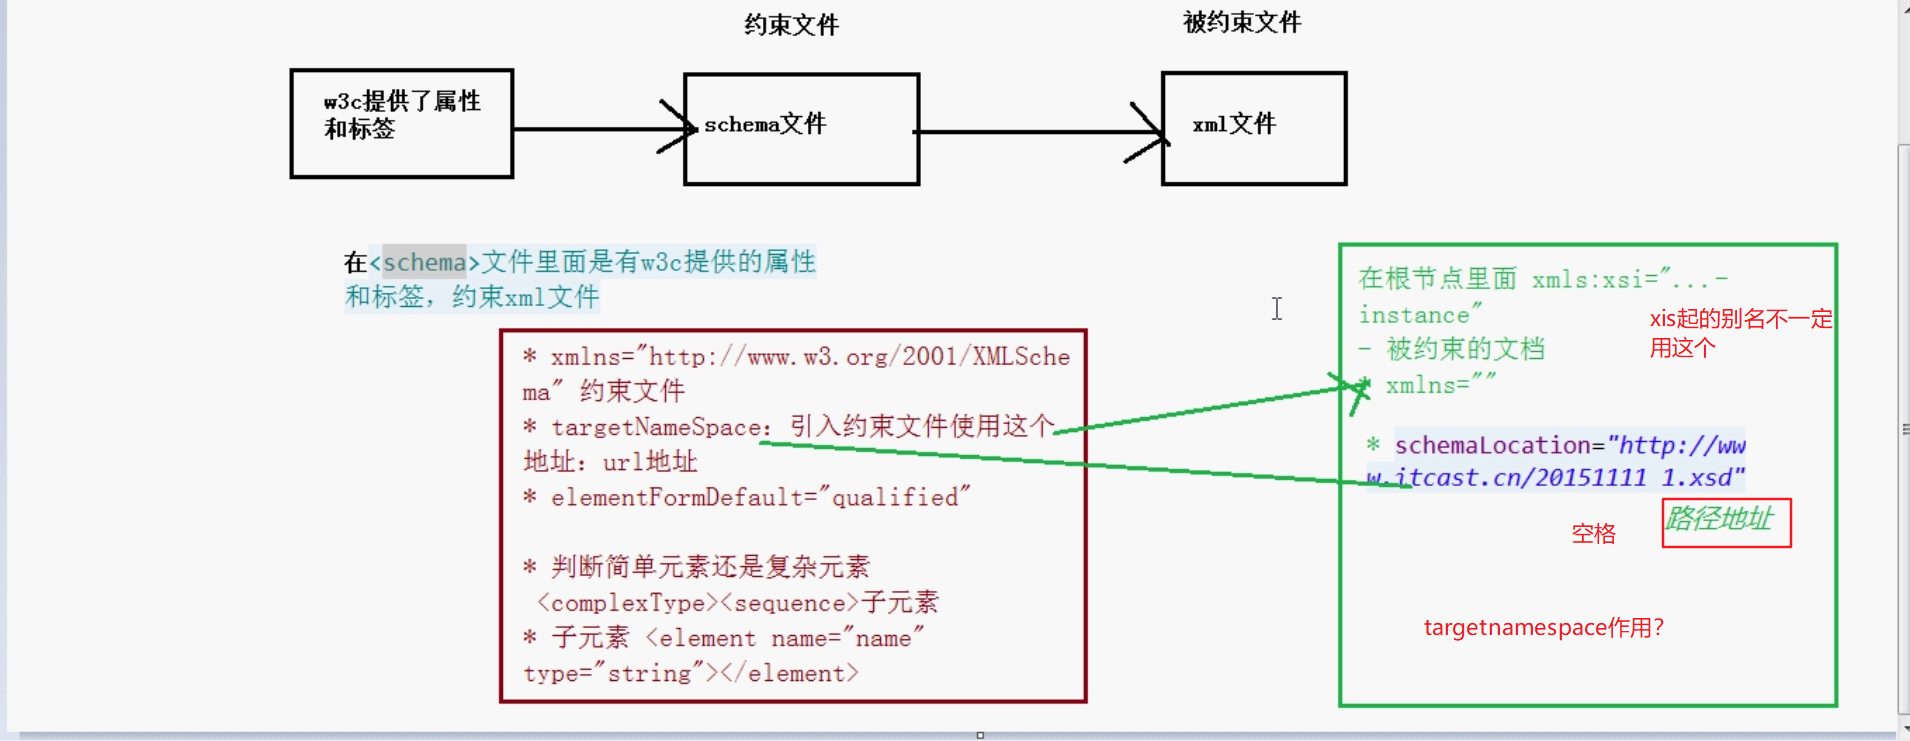 约束文件
被约束文件
w3c提供了属性
和标签
schema文件
xml文件
在<schema>文件里面是有w3c提供的属性
和标签，约束xml文件
* xmlns="http://www.w3.org/2001/XMLSche
ma" 约束文件
* targetNameSpace：引入约束文件使用这个
地址：url地址
* elementFormDefault="qualified"
* 判断简单元素还是复杂元素
<complexType><sequence>子元素
* 子元素 <element name="name"
type="string"></element>
在根节点里面 xmls:xsi="...-
instance"
- 被约束的文档
* xmlns=""
xis起的别名不一定
用这个
* schemaLocation="http://ww
w.itcast.cn/20151111 1.xsd"
路径地址
空格
targetnamespace作用？